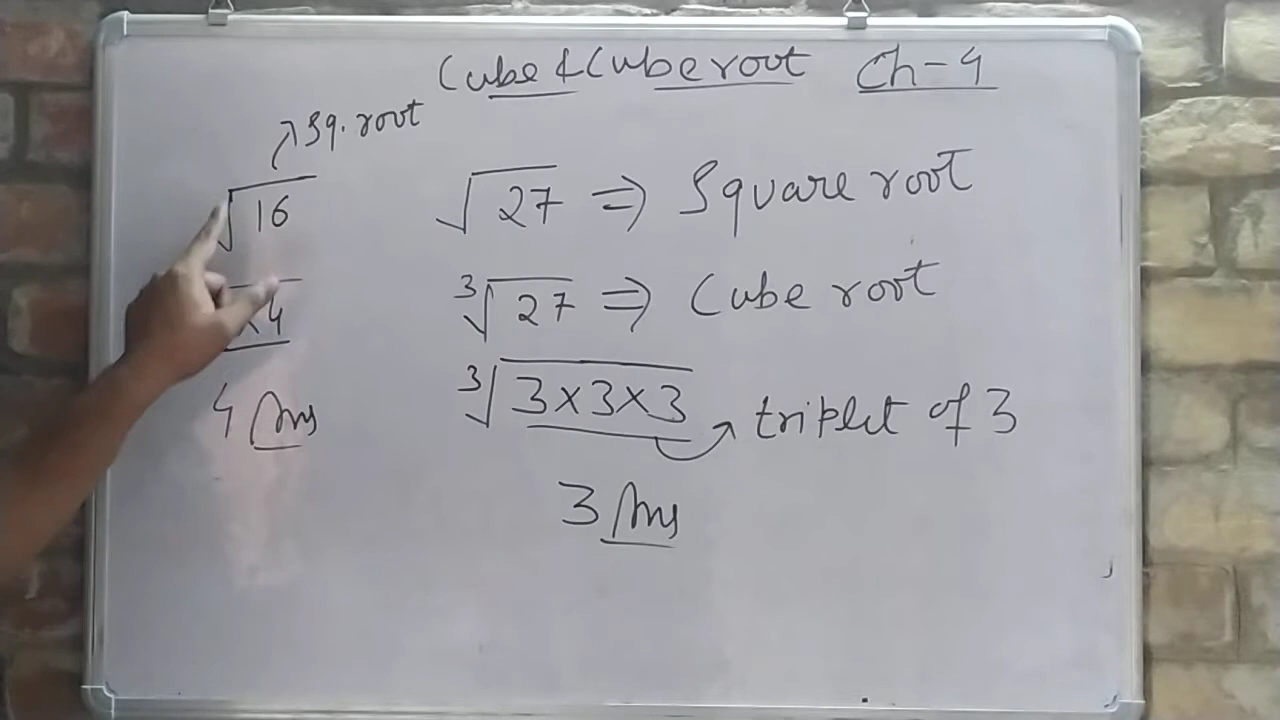 Cube & Cube root Ch-4
Sq. root
√16
×4
4 Ans
√27 ⇒ Square root
³√27 ⇒ Cube root
³√3×3×3 → triplet of 3
3 Ans